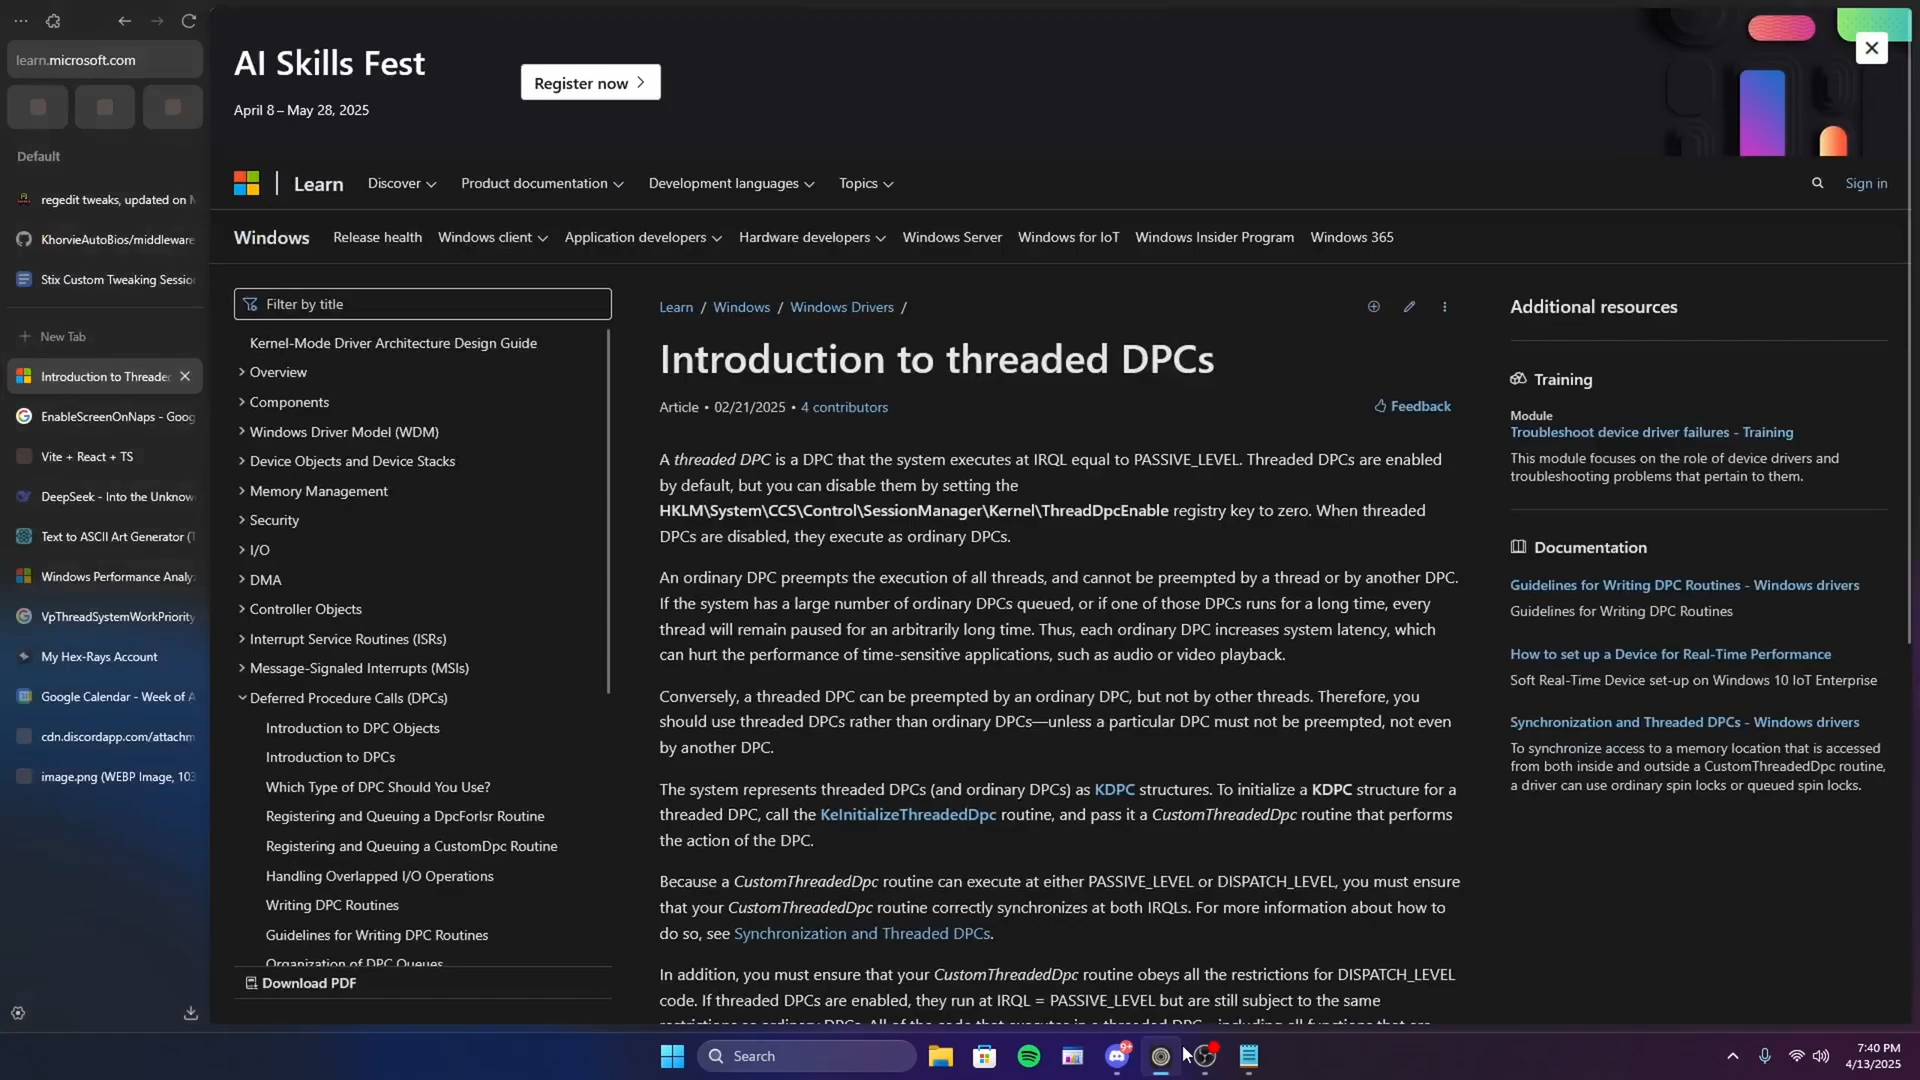 learn.microsoft.com
Default
regedit tweaks, updated on
KhorvieAutoBios/middleware
Stix Custom Tweaking Sessio
New Tab
Introduction to Threade
EnableScreenOnNaps - Goog
Vite + React + TS
DeepSeek - Into the Unknow
Text to ASCII Art Generator (T
Windows Performance Analyz
VpThreadSystemWorkPriority
My Hex-Rays Account
Google Calendar - Week of A
cdn.discordapp.com/attachm
image.png (WEBP Image, 103
AI Skills Fest
April 8 – May 28, 2025
Register now
Learn
Discover
Product documentation
Development languages
Topics
Sign in
Windows
Release health
Windows client
Application developers
Hardware developers
Windows Server
Windows for IoT
Windows Insider Program
Windows 365
Filter by title
Kernel-Mode Driver Architecture Design Guide
Overview
Components
Windows Driver Model (WDM)
Device Objects and Device Stacks
Memory Management
Security
I/O
DMA
Controller Objects
Interrupt Service Routines (ISRs)
Message-Signaled Interrupts (MSIs)
Deferred Procedure Calls (DPCs)
Introduction to DPC Objects
Introduction to DPCs
Which Type of DPC Should You Use?
Registering and Queuing a DpcForIsr Routine
Registering and Queuing a CustomDpc Routine
Handling Overlapped I/O Operations
Writing DPC Routines
Guidelines for Writing DPC Routines
Organization of DPC Queues
Download PDF
Learn / Windows / Windows Drivers /
Introduction to threaded DPCs
Article • 02/21/2025 • 4 contributors
Feedback
A threaded DPC is a DPC that the system executes at IRQL equal to PASSIVE_LEVEL. Threaded DPCs are enabled
by default, but you can disable them by setting the
HKLM\System\CCS\Control\SessionManager\Kernel\ThreadDpcEnable registry key to zero. When threaded
DPCs are disabled, they execute as ordinary DPCs.
An ordinary DPC preempts the execution of all threads, and cannot be preempted by a thread or by another DPC.
If the system has a large number of ordinary DPCs queued, or if one of those DPCs runs for a long time, every
thread will remain paused for an arbitrarily long time. Thus, each ordinary DPC increases system latency, which
can hurt the performance of time-sensitive applications, such as audio or video playback.
Conversely, a threaded DPC can be preempted by an ordinary DPC, but not by other threads. Therefore, you
should use threaded DPCs rather than ordinary DPCs—unless a particular DPC must not be preempted, not even
by another DPC.
The system represents threaded DPCs (and ordinary DPCs) as KDPC structures. To initialize a KDPC structure for a
threaded DPC, call the KeInitializeThreadedDpc routine, and pass it a CustomThreadedDpc routine that performs
the action of the DPC.
Because a CustomThreadedDpc routine can execute at either PASSIVE_LEVEL or DISPATCH_LEVEL, you must ensure
that your CustomThreadedDpc routine correctly synchronizes at both IRQLs. For more information about how to
do so, see Synchronization and Threaded DPCs.
In addition, you must ensure that your CustomThreadedDpc routine obeys all the restrictions for DISPATCH_LEVEL
code. If threaded DPCs are enabled, they run at IRQL = PASSIVE_LEVEL but are still subject to the same
restrictions as ordinary DPCs. All of the code that executes in a threaded DPC, including all functions that are
Additional resources
Training
Module
Troubleshoot device driver failures - Training
This module focuses on the role of device drivers and
troubleshooting problems that pertain to them.
Documentation
Guidelines for Writing DPC Routines - Windows drivers
Guidelines for Writing DPC Routines
How to set up a Device for Real-Time Performance
Soft Real-Time Device set-up on Windows 10 IoT Enterprise
Synchronization and Threaded DPCs - Windows drivers
To synchronize access to a memory location that is accessed
from both inside and outside a CustomThreadedDpc routine,
a driver can use ordinary spin locks or queued spin locks.
Search
9+
7:40 PM
4/13/2025